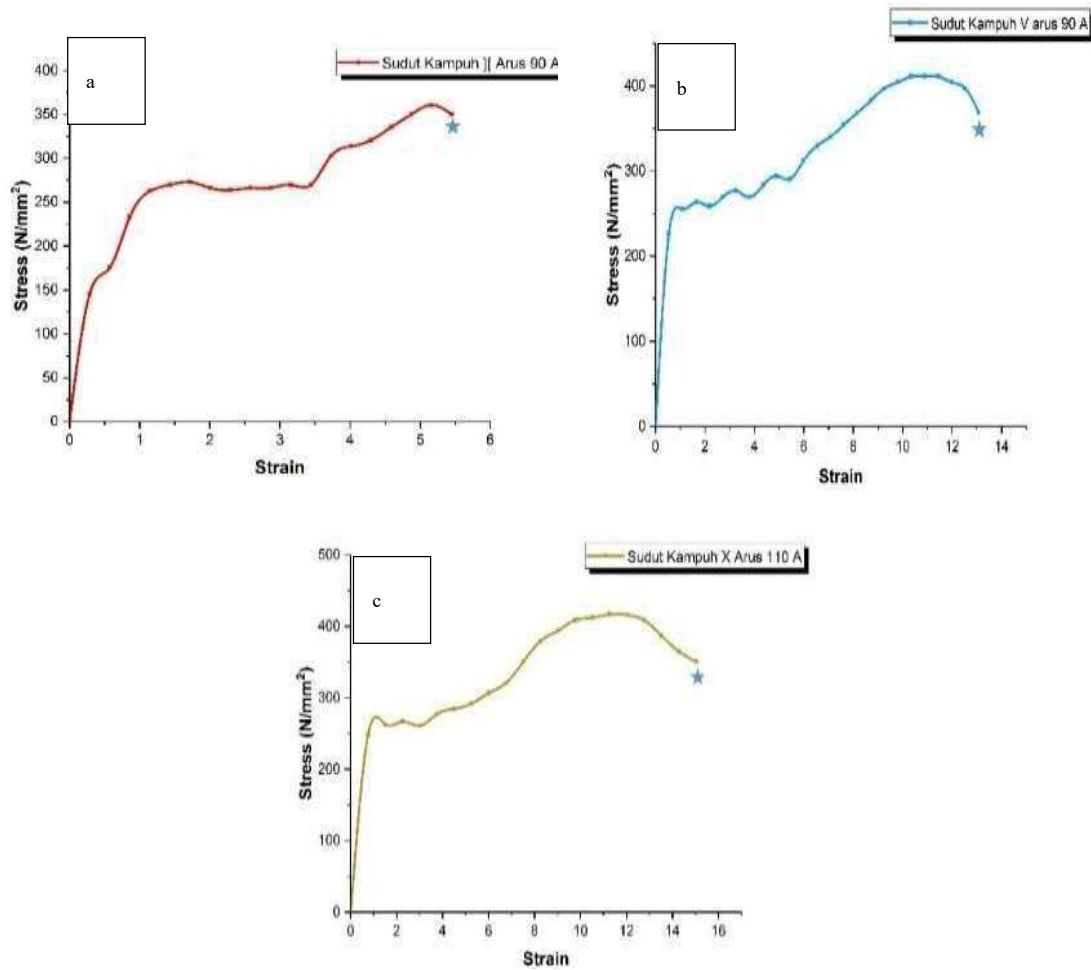 a
Sudut Kampuh ][ Arus 90 A
400
350
300
250
200
150
100
50
0
Stress (N/mm²)
0 1 2 3 4 5 6
Strain
b
Sudut Kampuh V arus 90 A
400
300
200
100
0
Stress (N/mm²)
0 2 4 6 8 10 12 14
Strain
c
Sudut Kampuh X Arus 110 A
500
400
300
200
100
0
Stress (N/mm²)
0 2 4 6 8 10 12 14 16
Strain